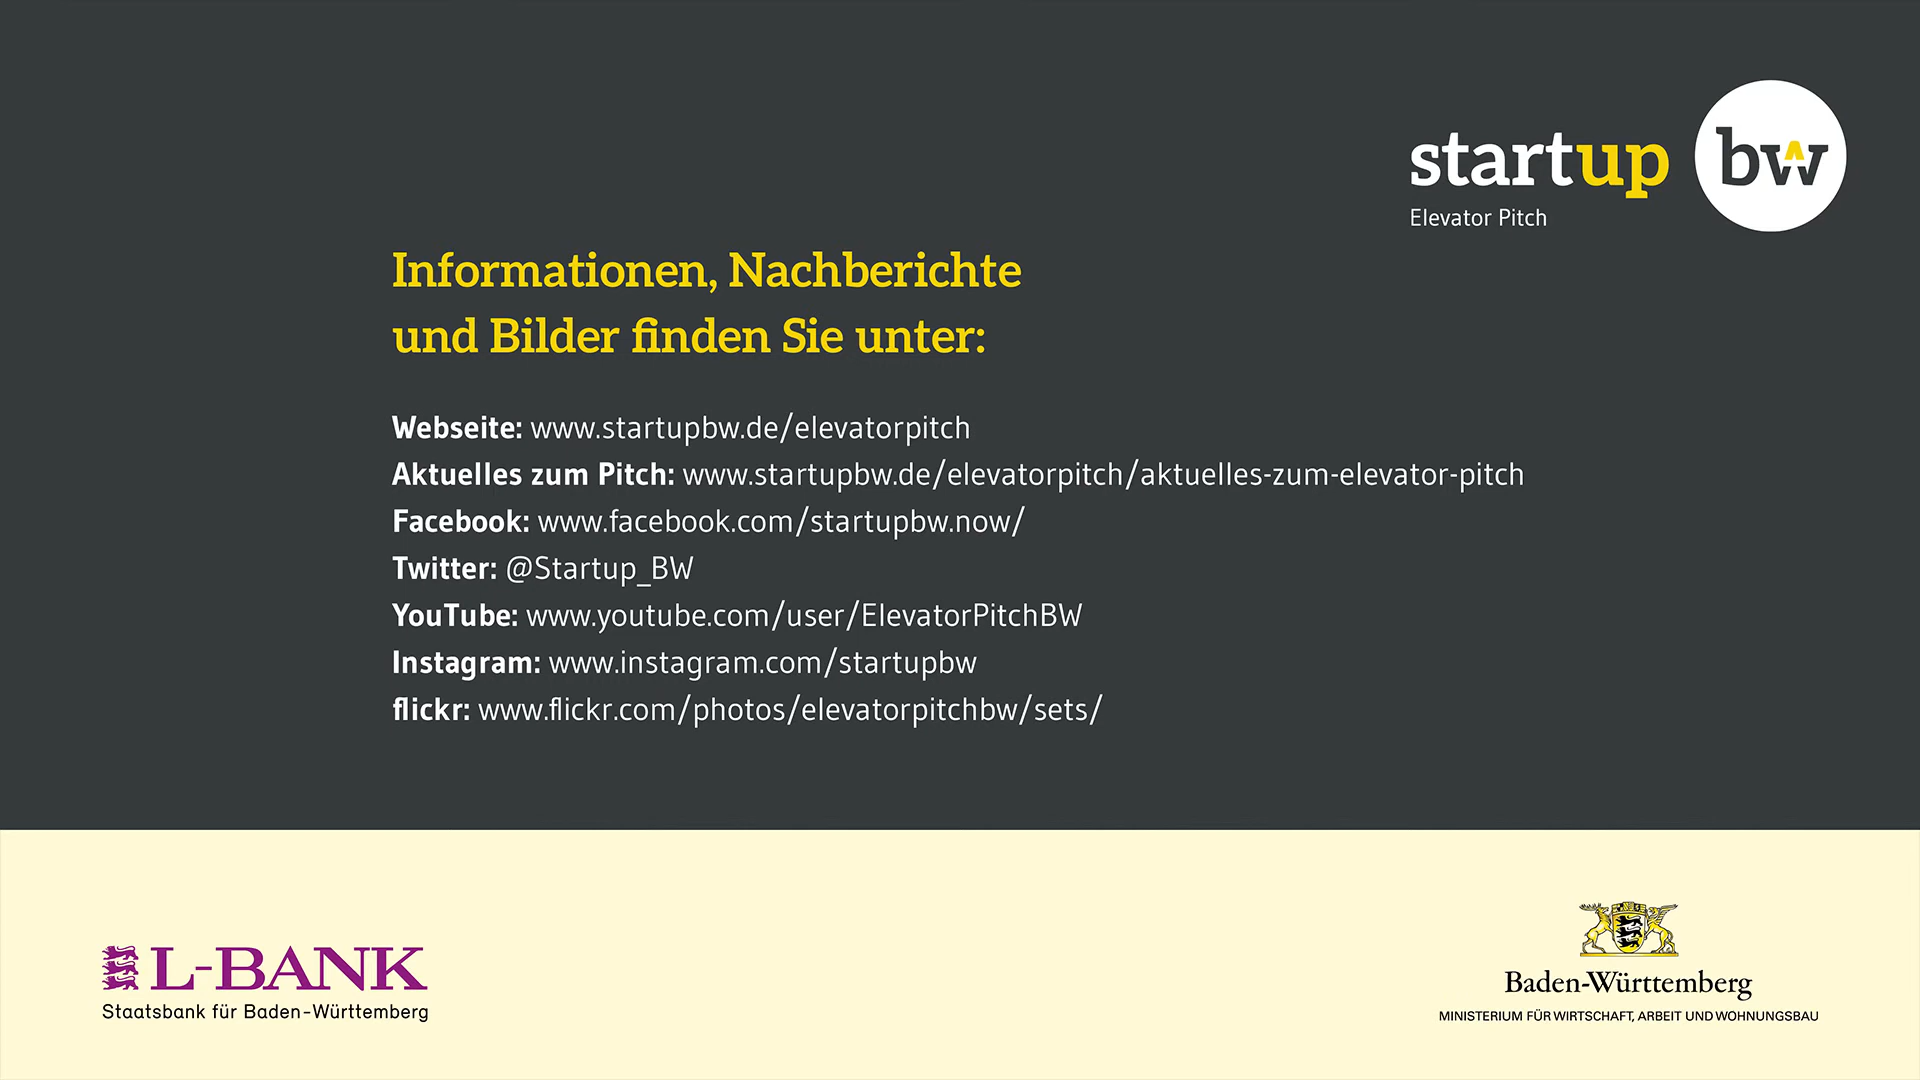 startup bw
Elevator Pitch
Informationen, Nachberichte
und Bilder finden Sie unter:
Webseite: www.startupbw.de/elevatorpitch
Aktuelles zum Pitch: www.startupbw.de/elevatorpitch/aktuelles-zum-elevator-pitch
Facebook: www.facebook.com/startupbw.now/
Twitter: @Startup_BW
YouTube: www.youtube.com/user/ElevatorPitchBW
Instagram: www.instagram.com/startupbw
flickr: www.flickr.com/photos/elevatorpitchbw/sets/
L-BANK
Staatsbank für Baden-Württemberg
Baden-Württemberg
MINISTERIUM FÜR WIRTSCHAFT, ARBEIT UND WOHNUNGSBAU